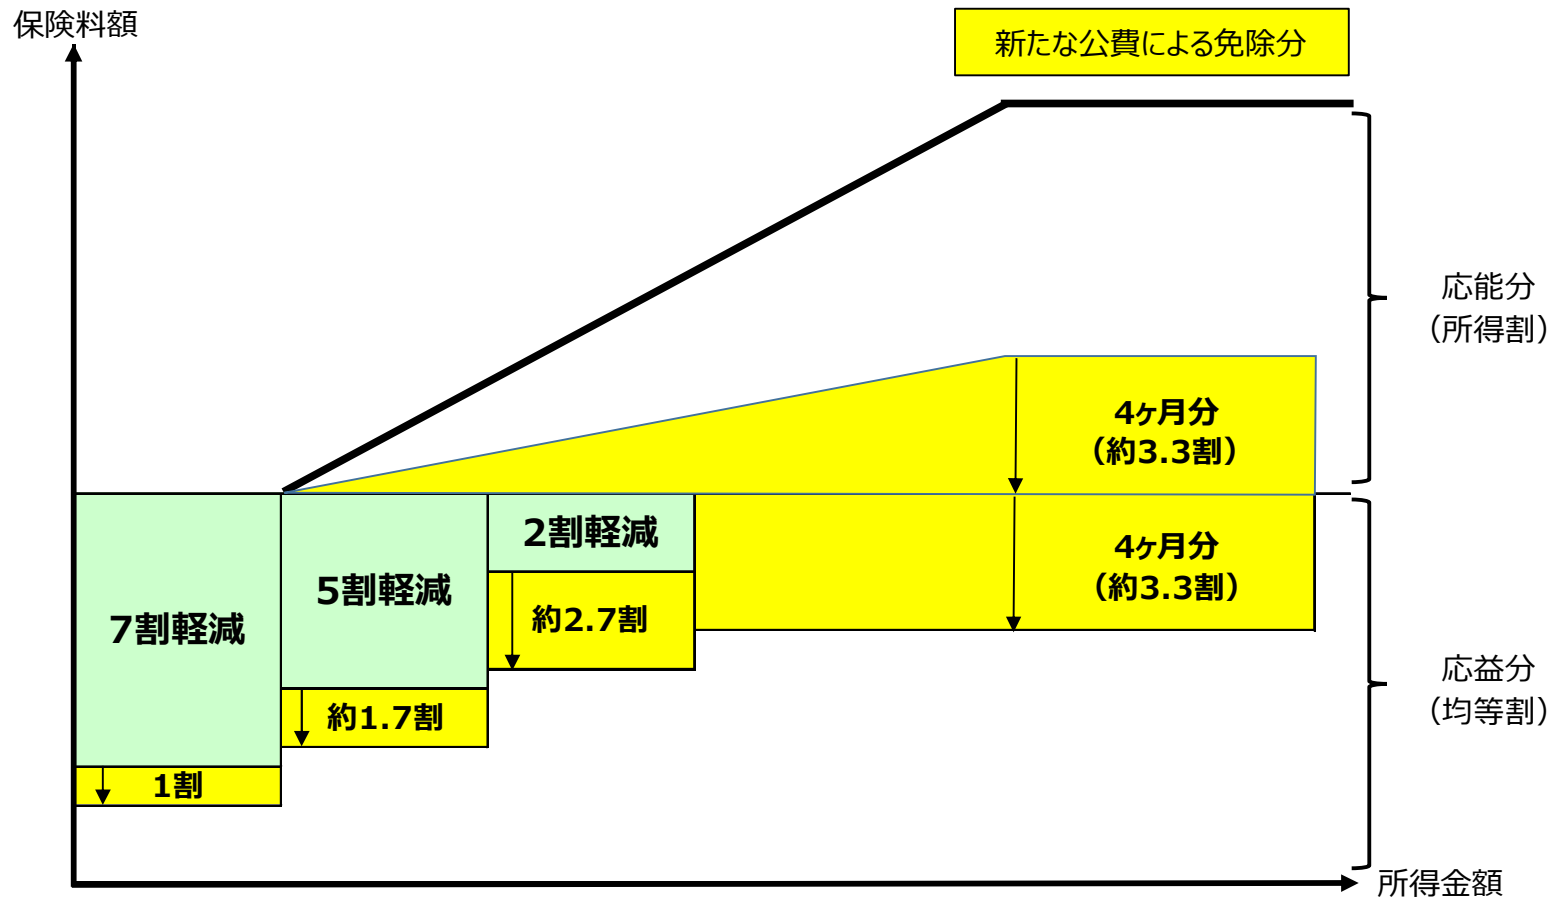 保険料額
新たな公費による免除分
応能分
（所得割）
4ヶ月分
（約3.3割）
7割軽減
5割軽減
2割軽減
4ヶ月分
（約3.3割）
約2.7割
約1.7割
1割
応益分
（均等割）
所得金額